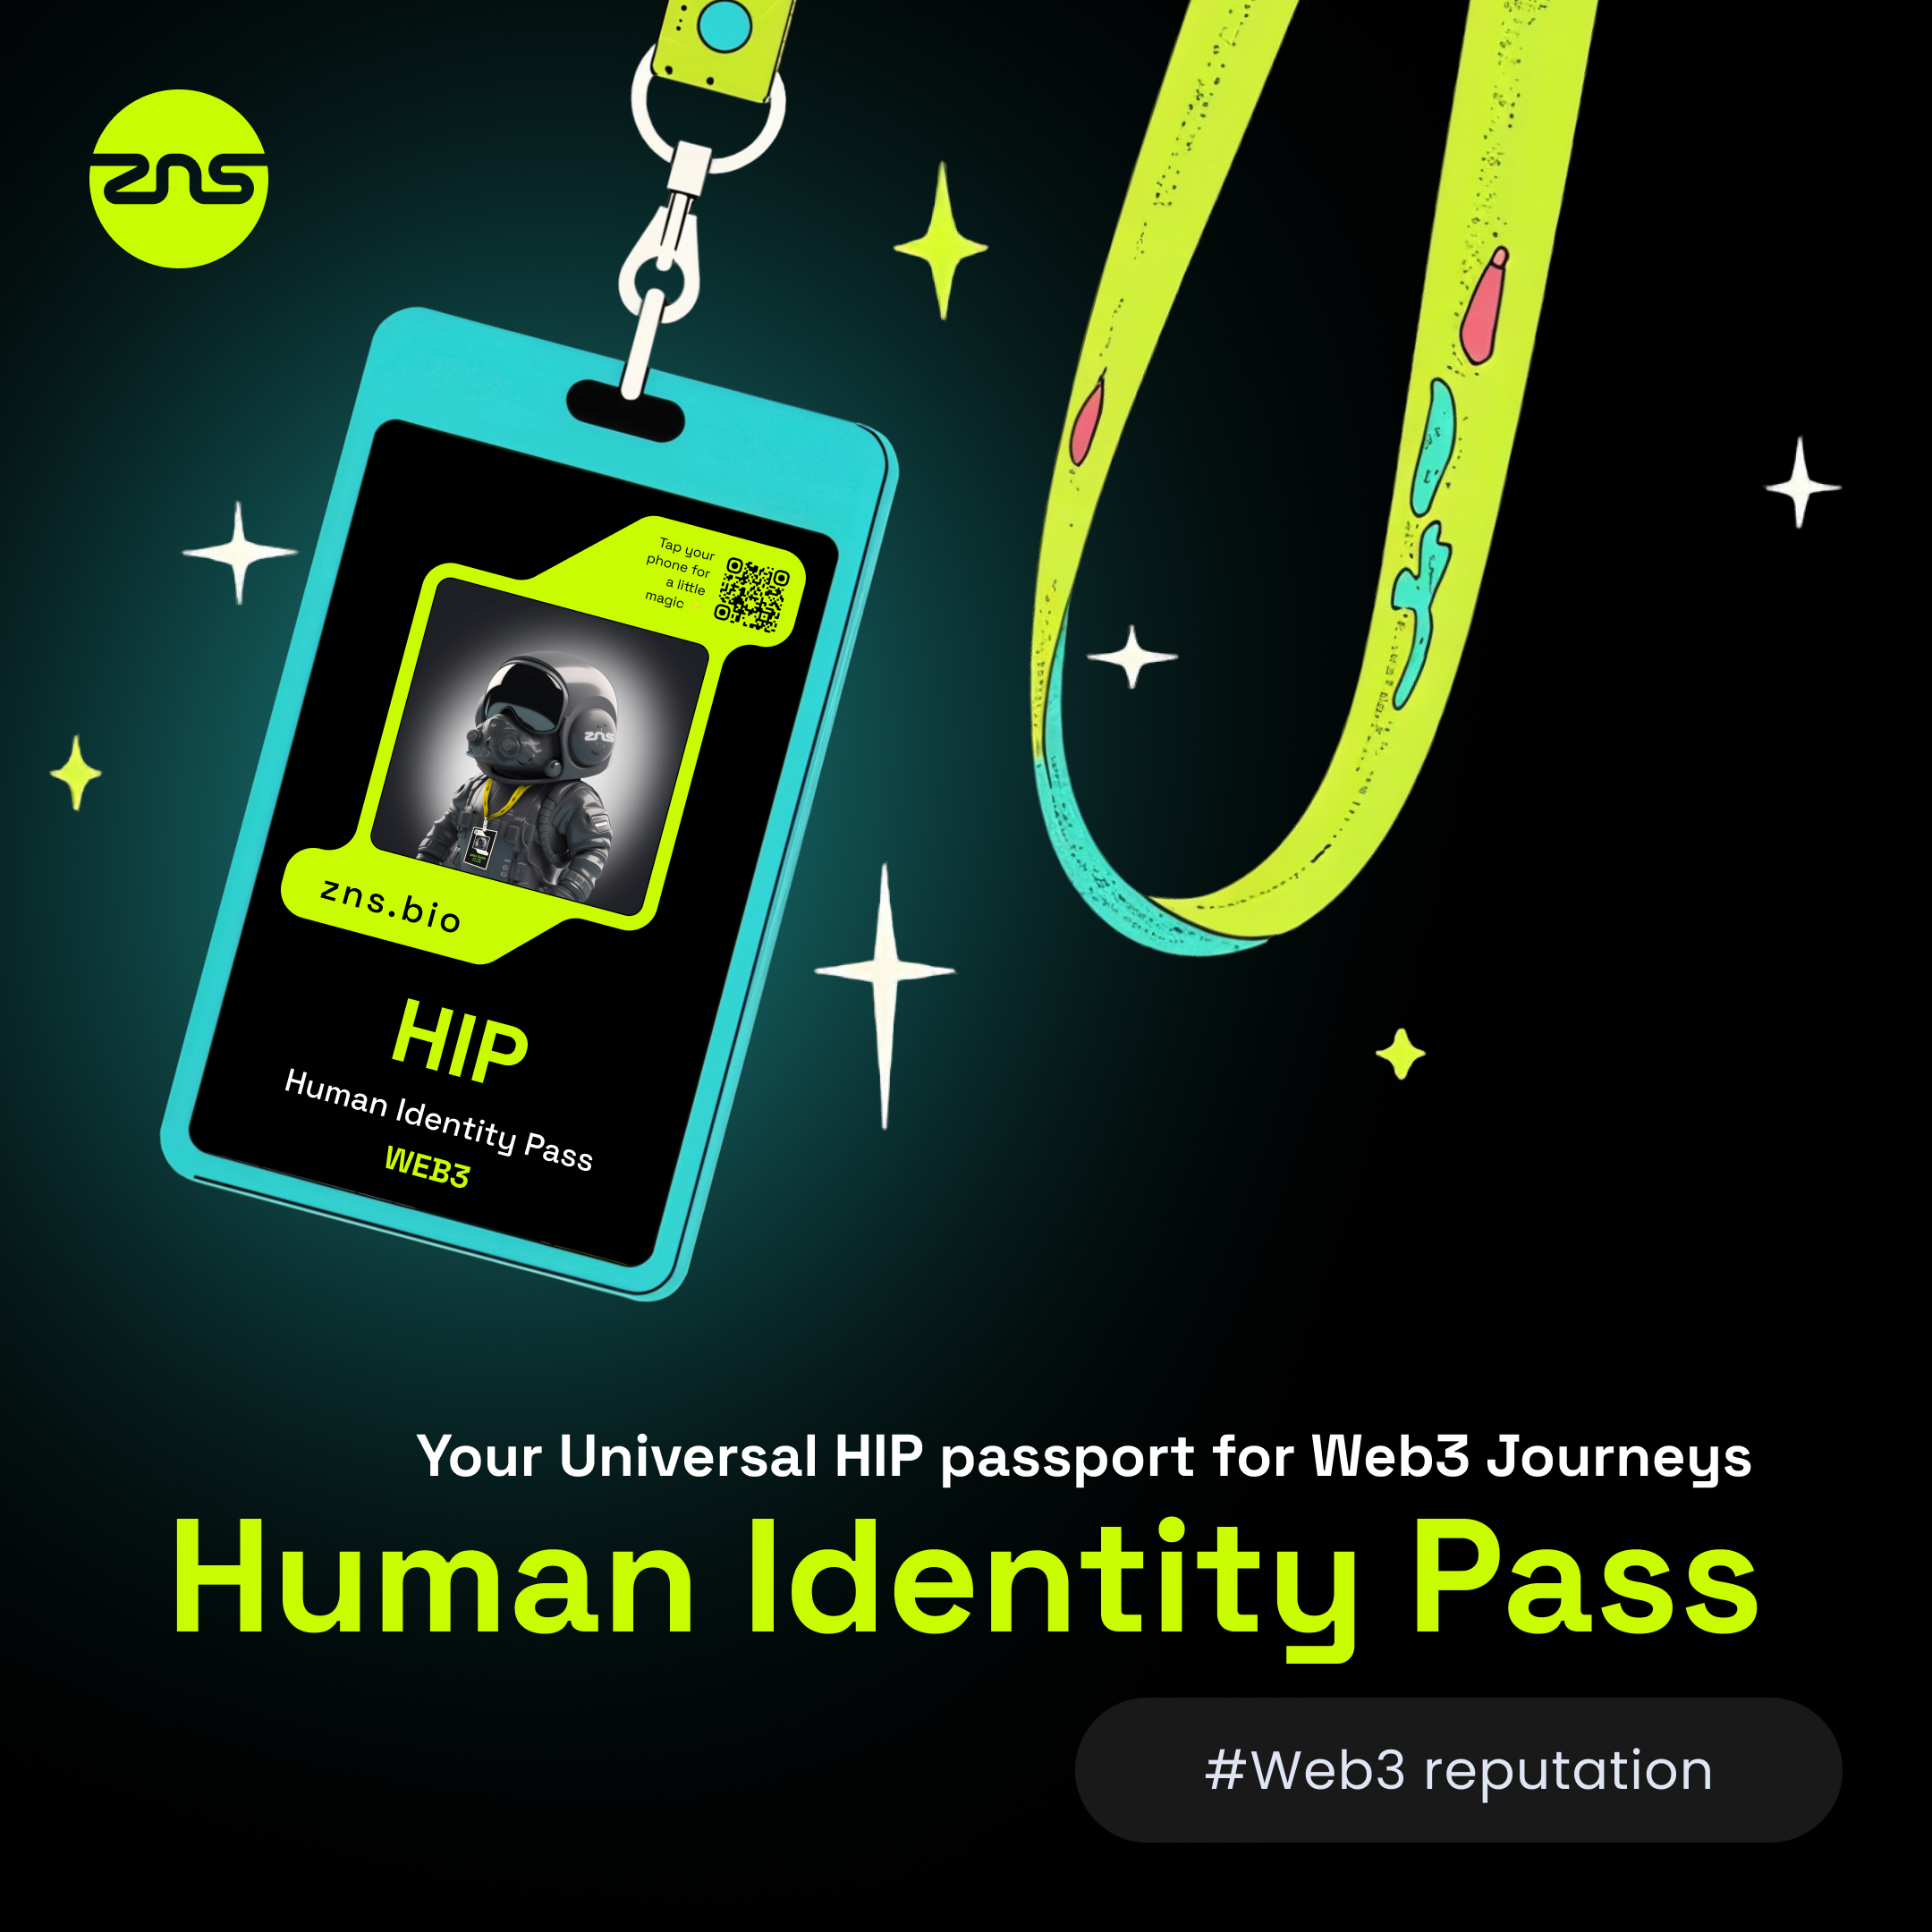 zns
Tap your
phone for
a little
magic
zns
zns.bio
HIP
Human Identity Pass
WEB3
Your Universal HIP passport for Web3 Journeys
Human Identity Pass
#Web3 reputation